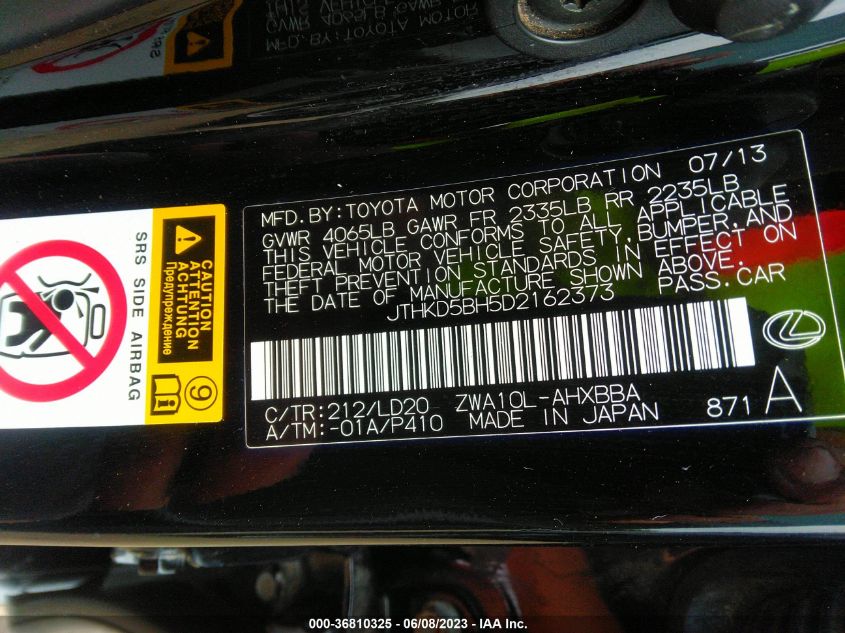 MFD.BY:TOYOTA MOTOR CORPORATION 07/13
GVWR 4065LB GAWR FR 2335LB RR 2235LB
THIS VEHICLE CONFORMS TO ALL APPLICABLE
FEDERAL MOTOR VEHICLE SAFETY,BUMPER,AND
THEFT PREVENTION STANDARDS IN EFFECT ON
THE DATE OF MANUFACTURE SHOWN ABOVE.
JTHKD5BH5D2162373 PASS.CAR
C/TR:212/LD20 ZWA10L-AHXBBA
A/TM:-01A/P410 MADE IN JAPAN 871 A
SRS SIDE AIRBAG
CAUTION
ATTENTION
ACHTUNG
Предупреждение
9
000-36810325 - 06/08/2023 - IAA Inc.